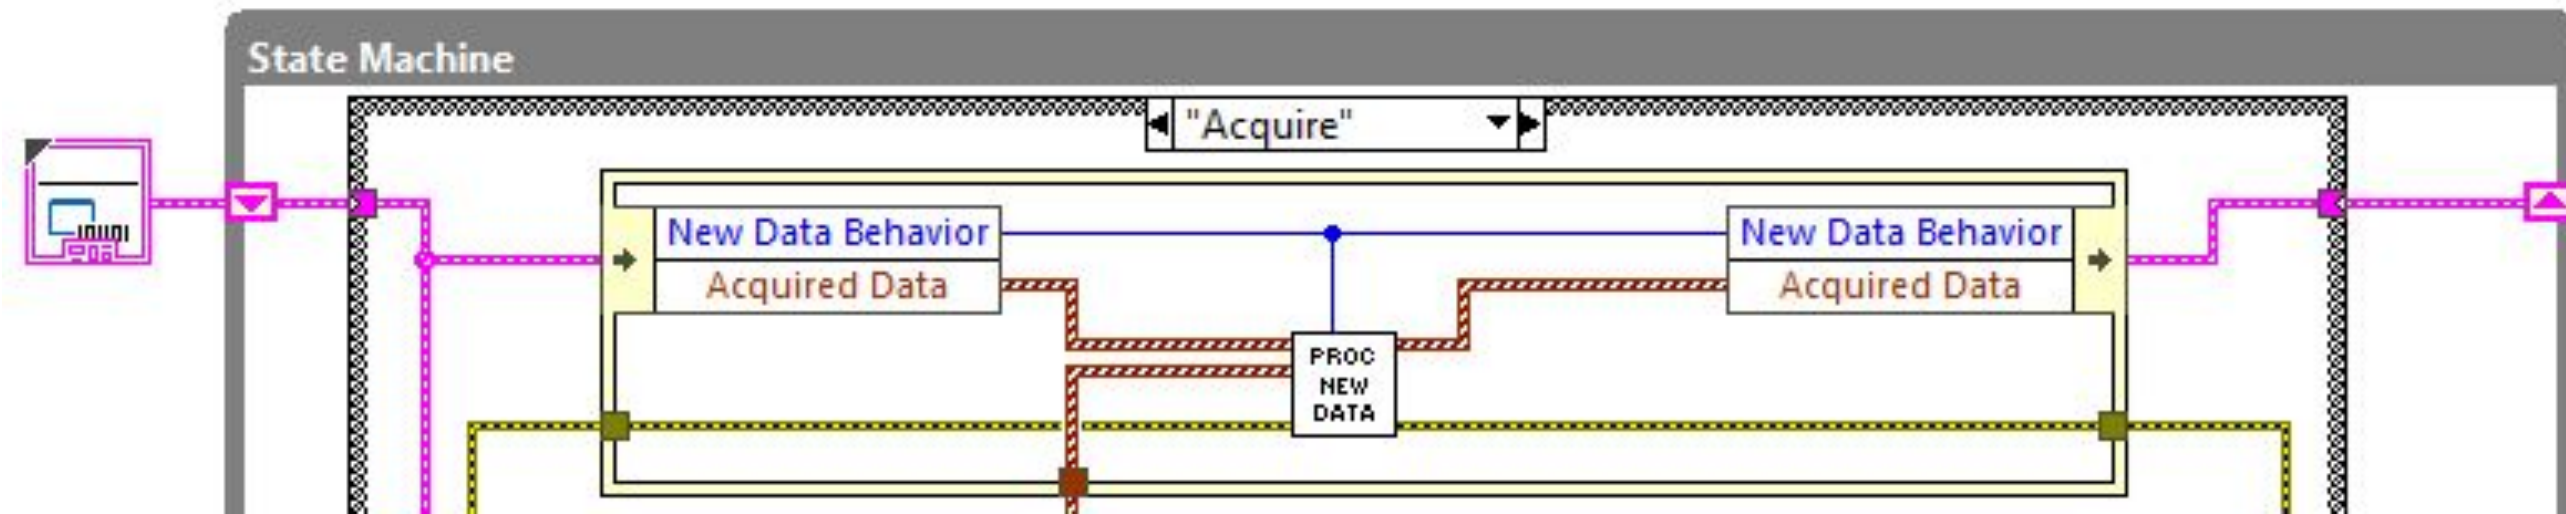 State Machine
"Acquire"
New Data Behavior
Acquired Data
New Data Behavior
Acquired Data
PROC
NEW
DATA